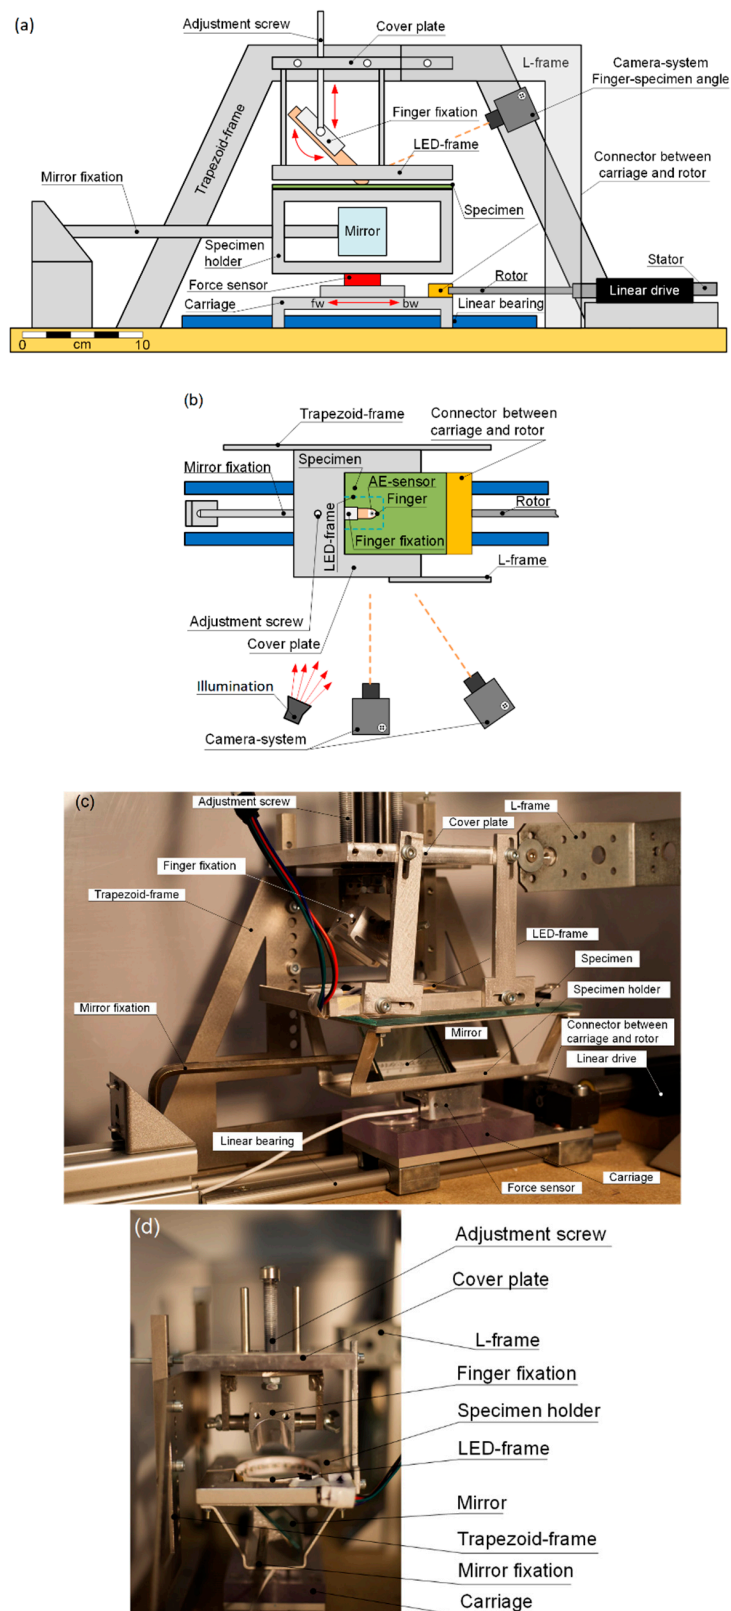 (a)
Adjustment screw
Cover plate
L-frame
Camera-system
Finger-specimen angle
Finger fixation
LED-frame
Trapezoid-frame
Connector between
carriage and rotor
Mirror fixation
Specimen
Mirror
Specimen
holder
Force sensor
Rotor
Stator
Linear drive
Carriage
fw
bw
Linear bearing
0
cm
10
(b)
Trapezoid-frame
Connector between
carriage and rotor
Specimen
Mirror fixation
AE-sensor
Finger
LED-frame
Rotor
Finger fixation
L-frame
Adjustment screw
Cover plate
Illumination
Camera-system
(c)
Adjustment screw
L-frame
Cover plate
Finger fixation
Trapezoid-frame
LED-frame
Specimen
Specimen holder
Mirror fixation
Mirror
Connector between
carriage and rotor
Linear drive
Linear bearing
Carriage
Force sensor
(d)
Adjustment screw
Cover plate
L-frame
Finger fixation
Specimen holder
LED-frame
Mirror
Trapezoid-frame
Mirror fixation
Carriage